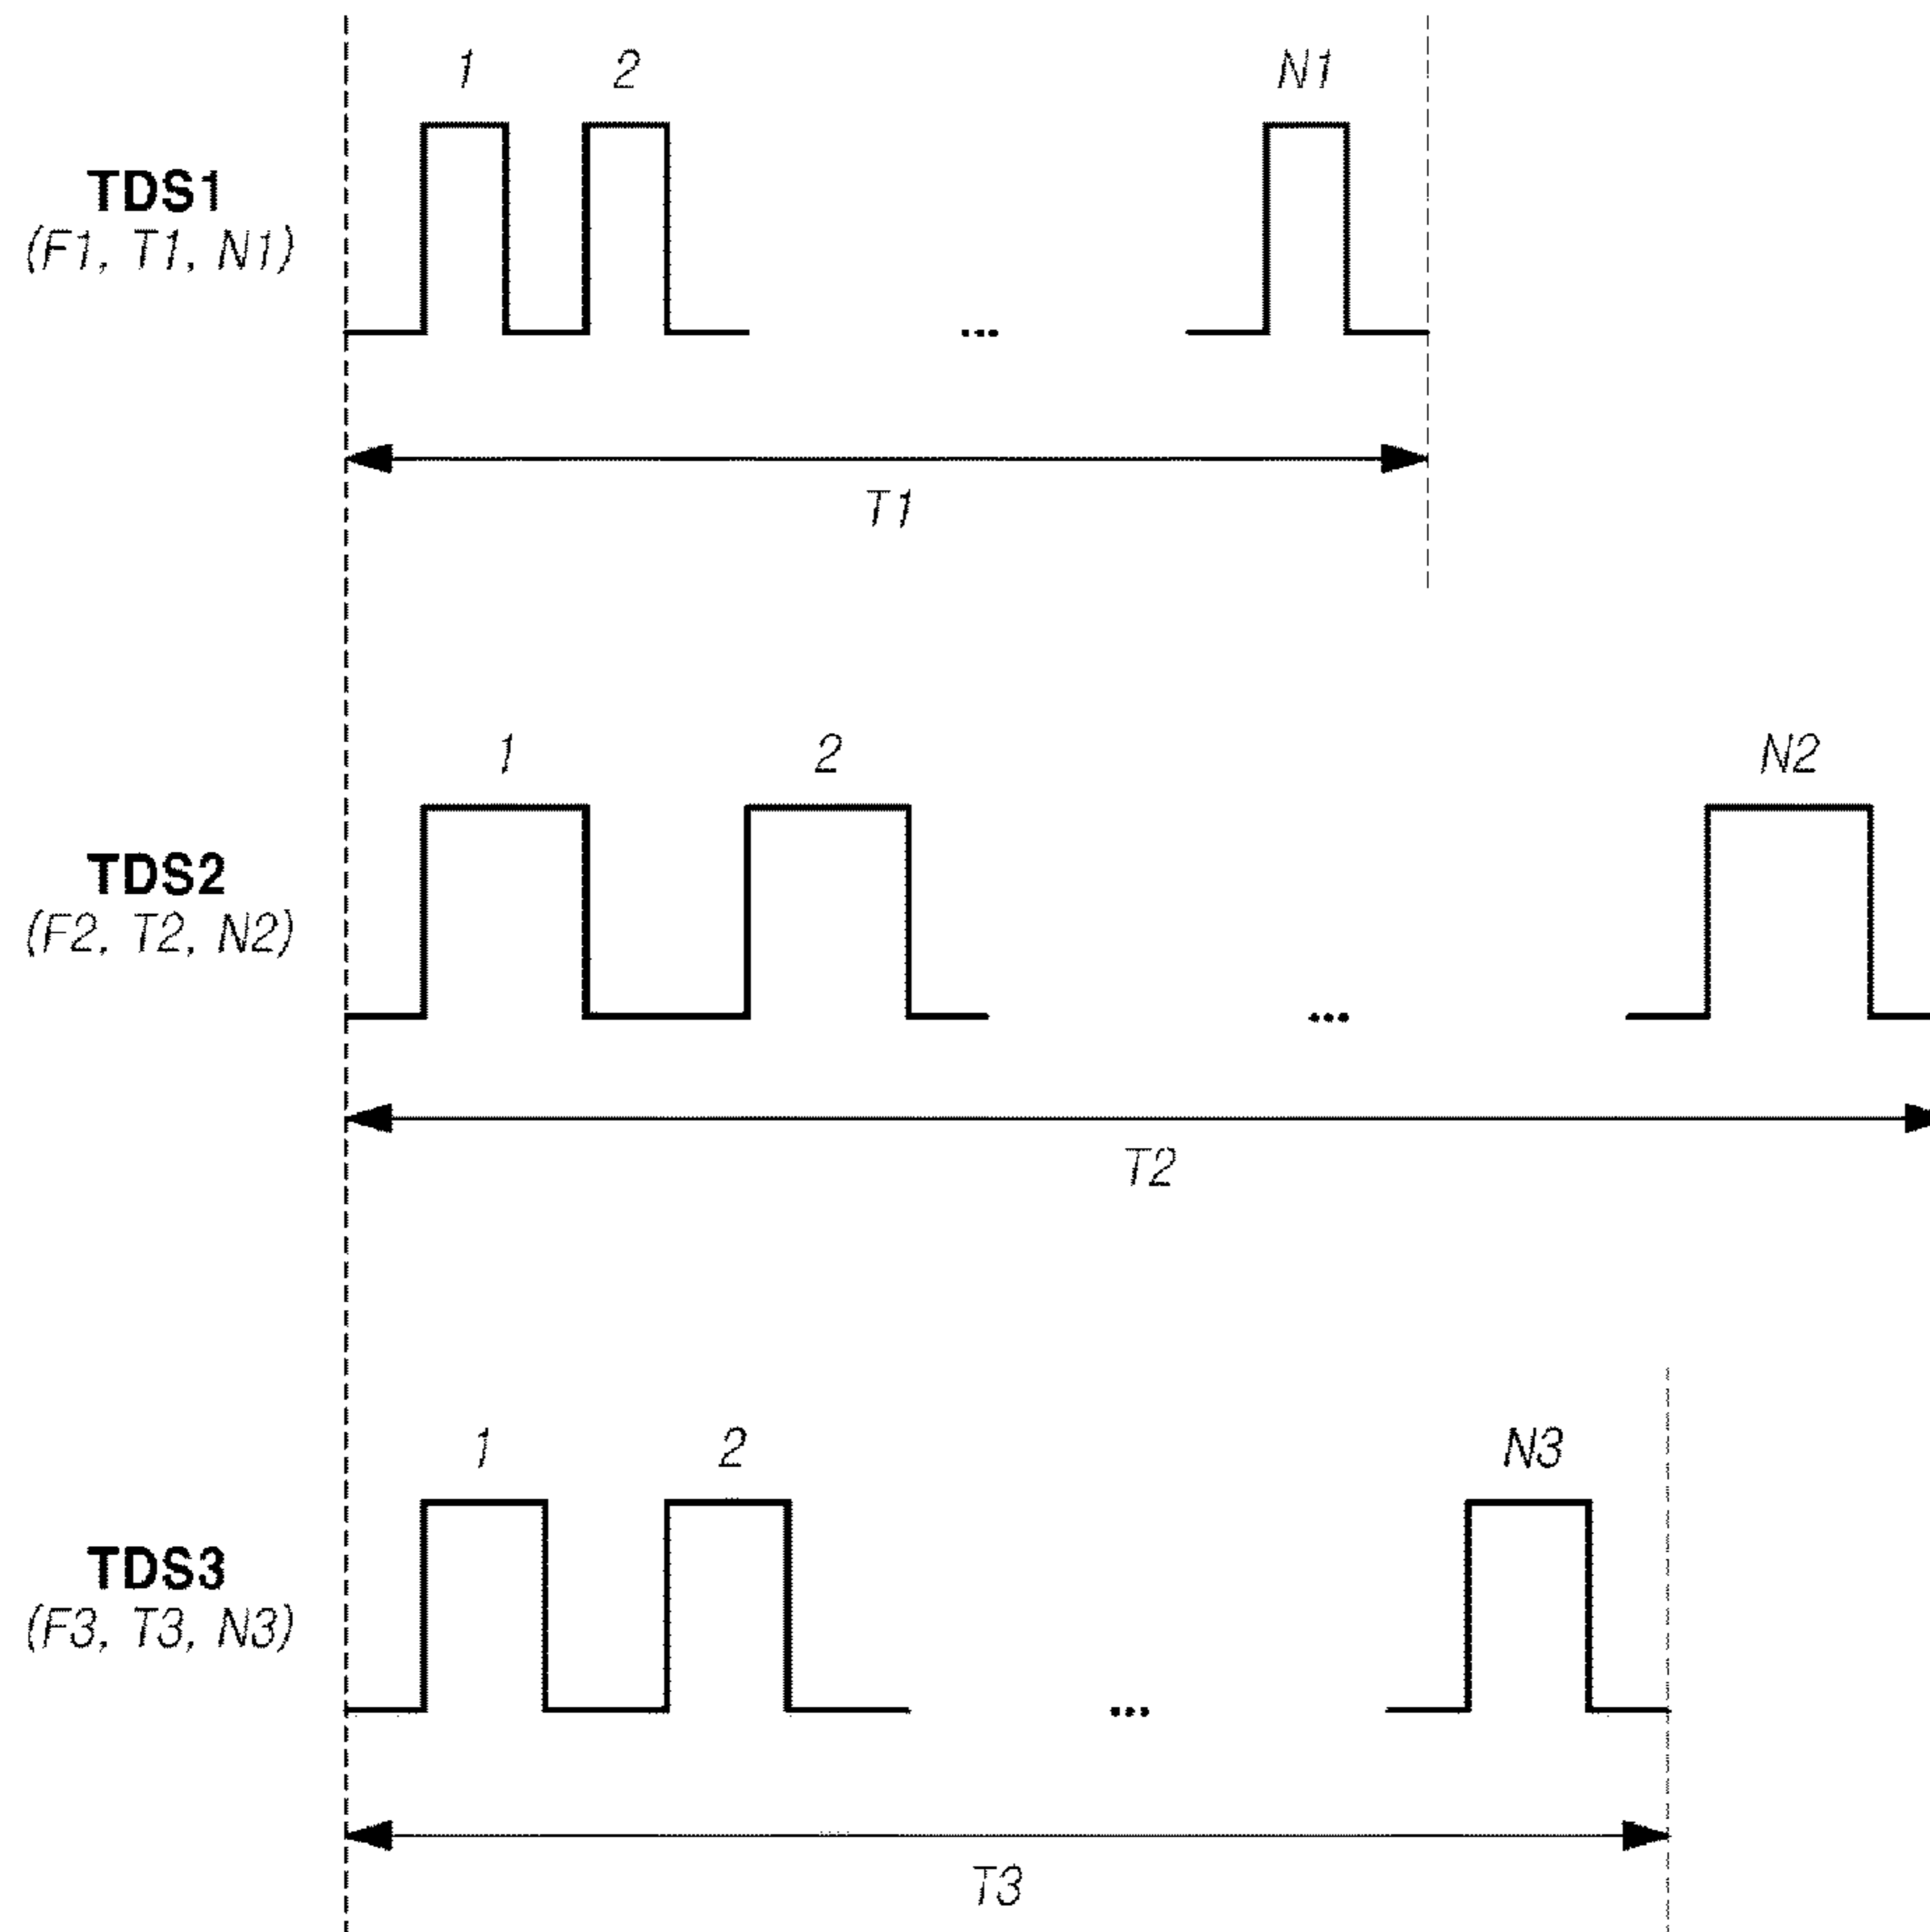 1 2 N1
TDS1
(F1, T1, N1)
...
T1
1 2 N2
TDS2
(F2, T2, N2)
...
T2
1 2 N3
TDS3
(F3, T3, N3)
...
T3